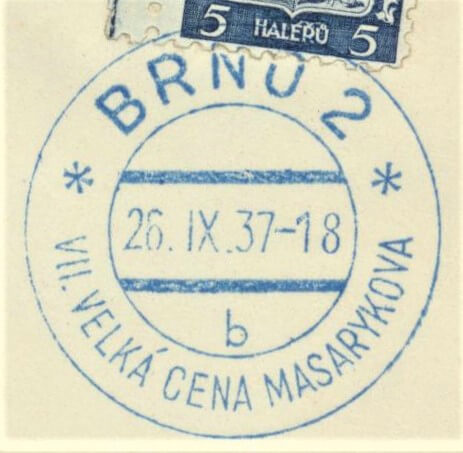 5 HALÉŘŮ 5
BRNO 2
* *
26. IX. 37-18
b
VII. VELKÁ CENA MASARYKOVA